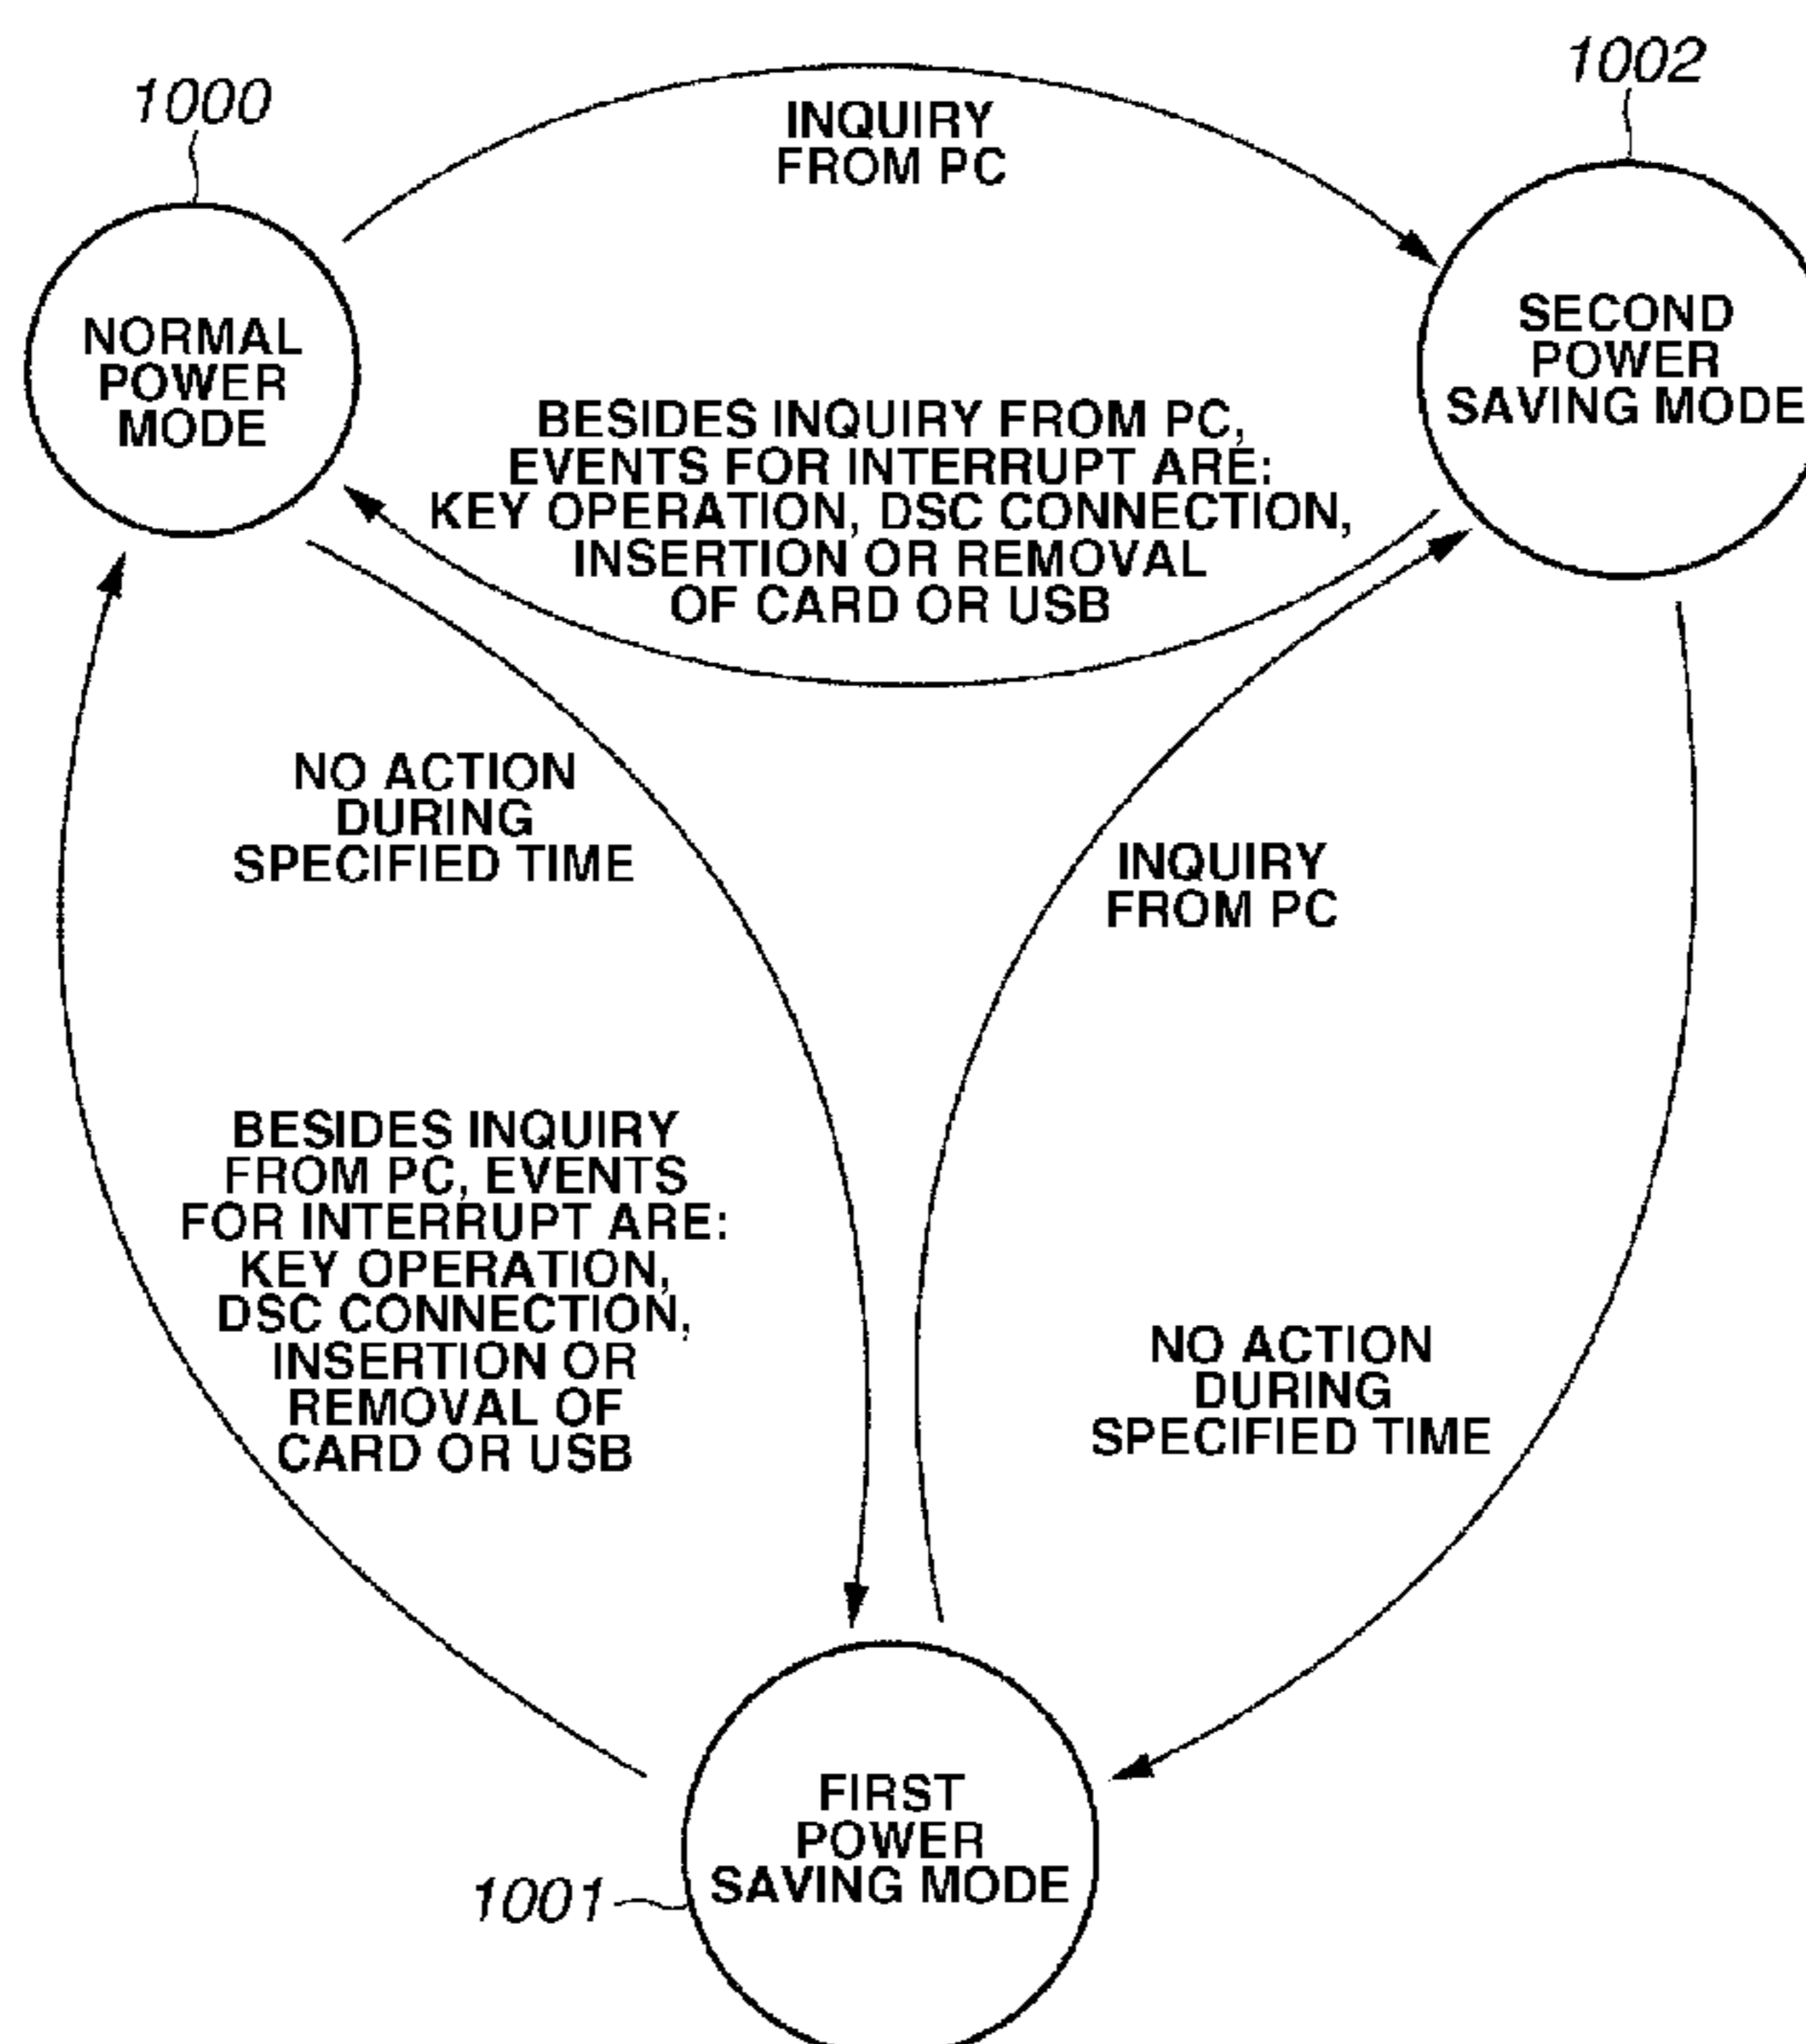 1000
1002
INQUIRY
FROM PC
NORMAL
POWER
MODE
SECOND
POWER
SAVING MODE
BESIDES INQUIRY FROM PC,
EVENTS FOR INTERRUPT ARE:
KEY OPERATION, DSC CONNECTION,
INSERTION OR REMOVAL
OF CARD OR USB
NO ACTION
DURING
SPECIFIED TIME
INQUIRY
FROM PC
BESIDES INQUIRY
FROM PC, EVENTS
FOR INTERRUPT ARE:
KEY OPERATION,
DSC CONNECTION,
INSERTION OR
REMOVAL OF
CARD OR USB
NO ACTION
DURING
SPECIFIED TIME
FIRST
POWER
SAVING MODE
1001